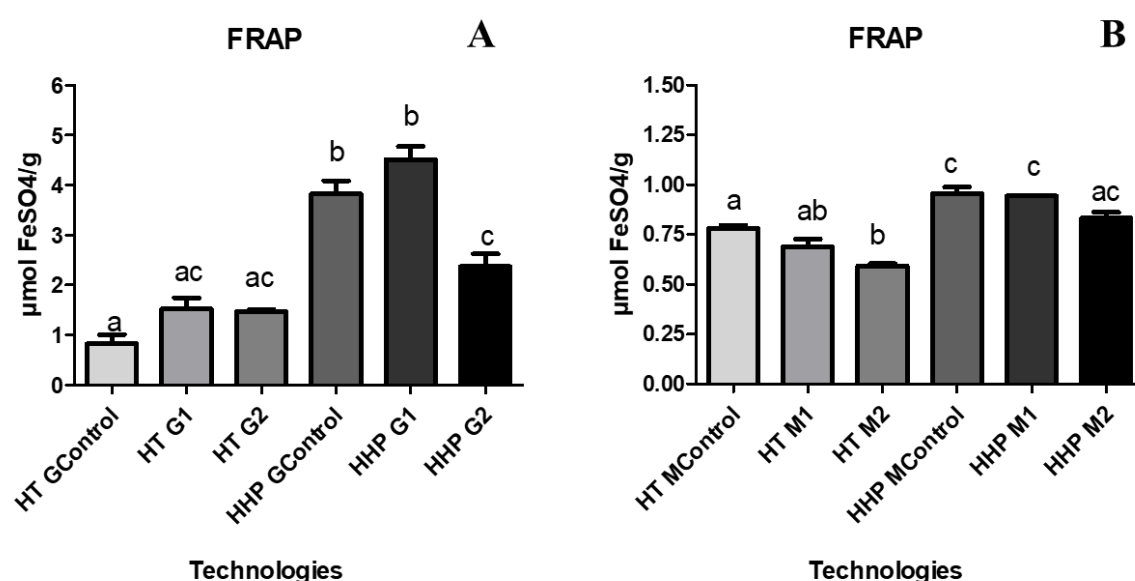 FRAP
A
6
5
4
3
2
1
0
µmol FeSO4/g
a
ac
ac
b
b
c
HT GControl
HT G1
HT G2
HHP GControl
HHP G1
HHP G2
Technologies
FRAP
B
1.50
1.25
1.00
0.75
0.50
0.25
0.00
µmol FeSO4/g
a
ab
b
c
c
ac
HT MControl
HT M1
HT M2
HHP MControl
HHP M1
HHP M2
Technologies